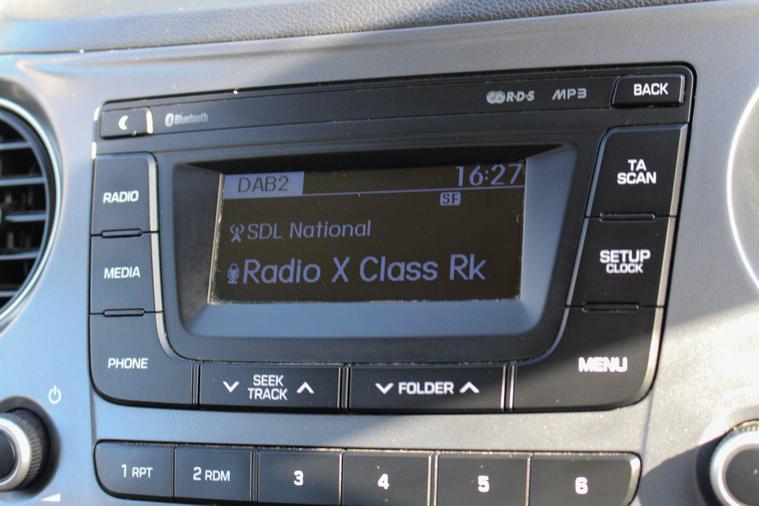 Bluetooth
R·D·S MP3
BACK
RADIO
DAB2 16:27
SF
TA
SCAN
SDL National
MEDIA
Radio X Class Rk
SETUP
CLOCK
PHONE
SEEK
TRACK
FOLDER
MENU
1 RPT
2 RDM
3
4
5
6